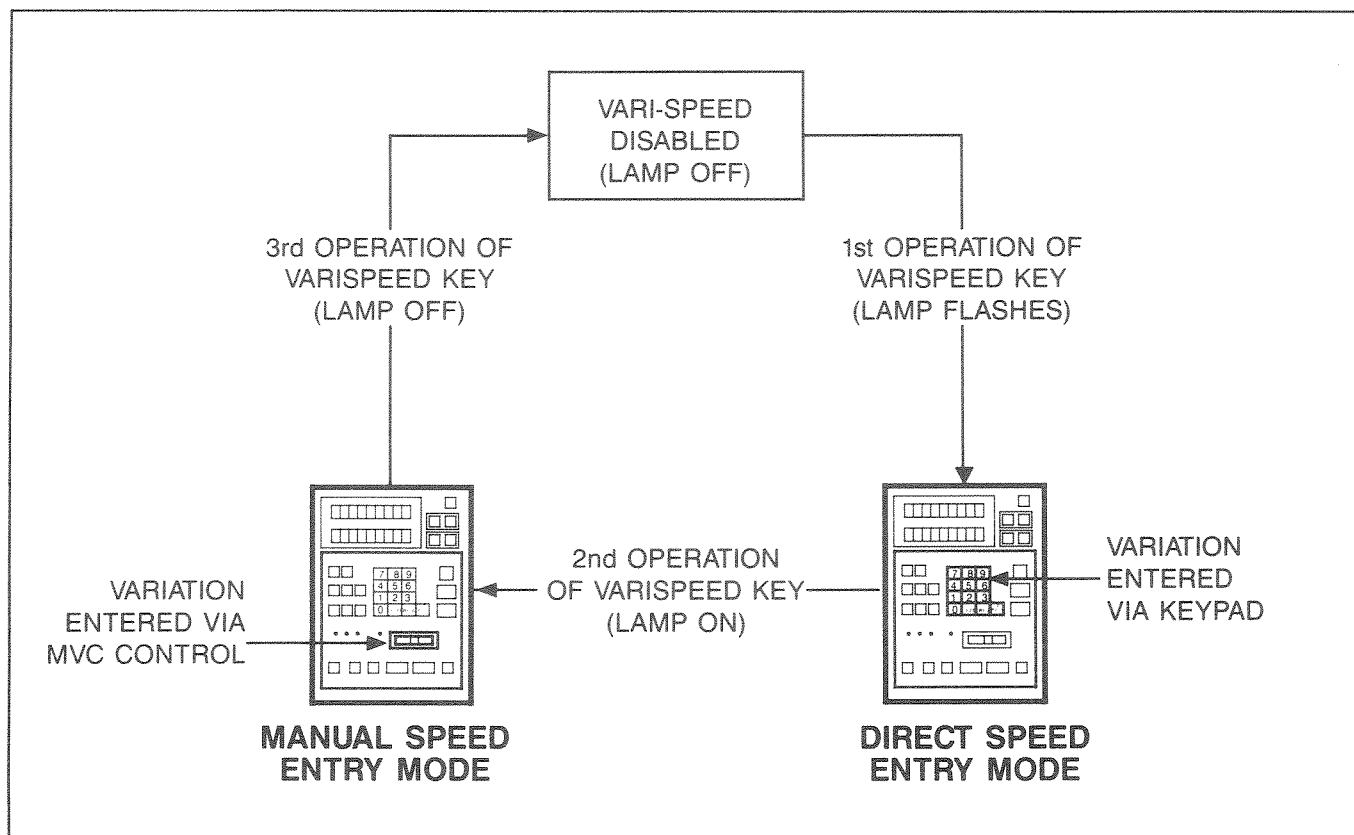 VARI-SPEED
DISABLED
(LAMP OFF)
3rd OPERATION OF
VARISPEED KEY
(LAMP OFF)
1st OPERATION OF
VARISPEED KEY
(LAMP FLASHES)
2nd OPERATION
OF VARISPEED KEY
(LAMP ON)
VARIATION
ENTERED VIA
MVC CONTROL
7 8 9
4 5 6
1 2 3
0
7 8 9
4 5 6
1 2 3
0
VARIATION
ENTERED
VIA KEYPAD
MANUAL SPEED
ENTRY MODE
DIRECT SPEED
ENTRY MODE